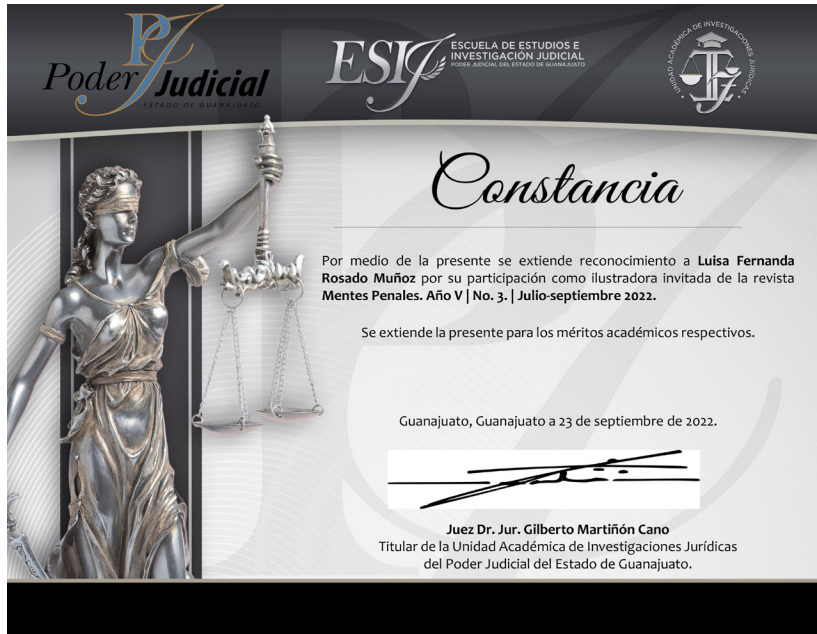 Poder Judicial
ESTADO DE GUANAJUATO
ESIJ
ESCUELA DE ESTUDIOS E
INVESTIGACIÓN JUDICIAL
PODER JUDICIAL DEL ESTADO DE GUANAJUATO
UNIDAD ACADÉMICA DE INVESTIGACIONES JURÍDICAS
Constancia
Por medio de la presente se extiende reconocimiento a Luisa Fernanda
Rosado Muñoz por su participación como ilustradora invitada de la revista
Mentes Penales. Año V | No. 3. | Julio-septiembre 2022.
Se extiende la presente para los méritos académicos respectivos.
Guanajuato, Guanajuato a 23 de septiembre de 2022.
Juez Dr. Jur. Gilberto Martiñón Cano
Titular de la Unidad Académica de Investigaciones Jurídicas
del Poder Judicial del Estado de Guanajuato.